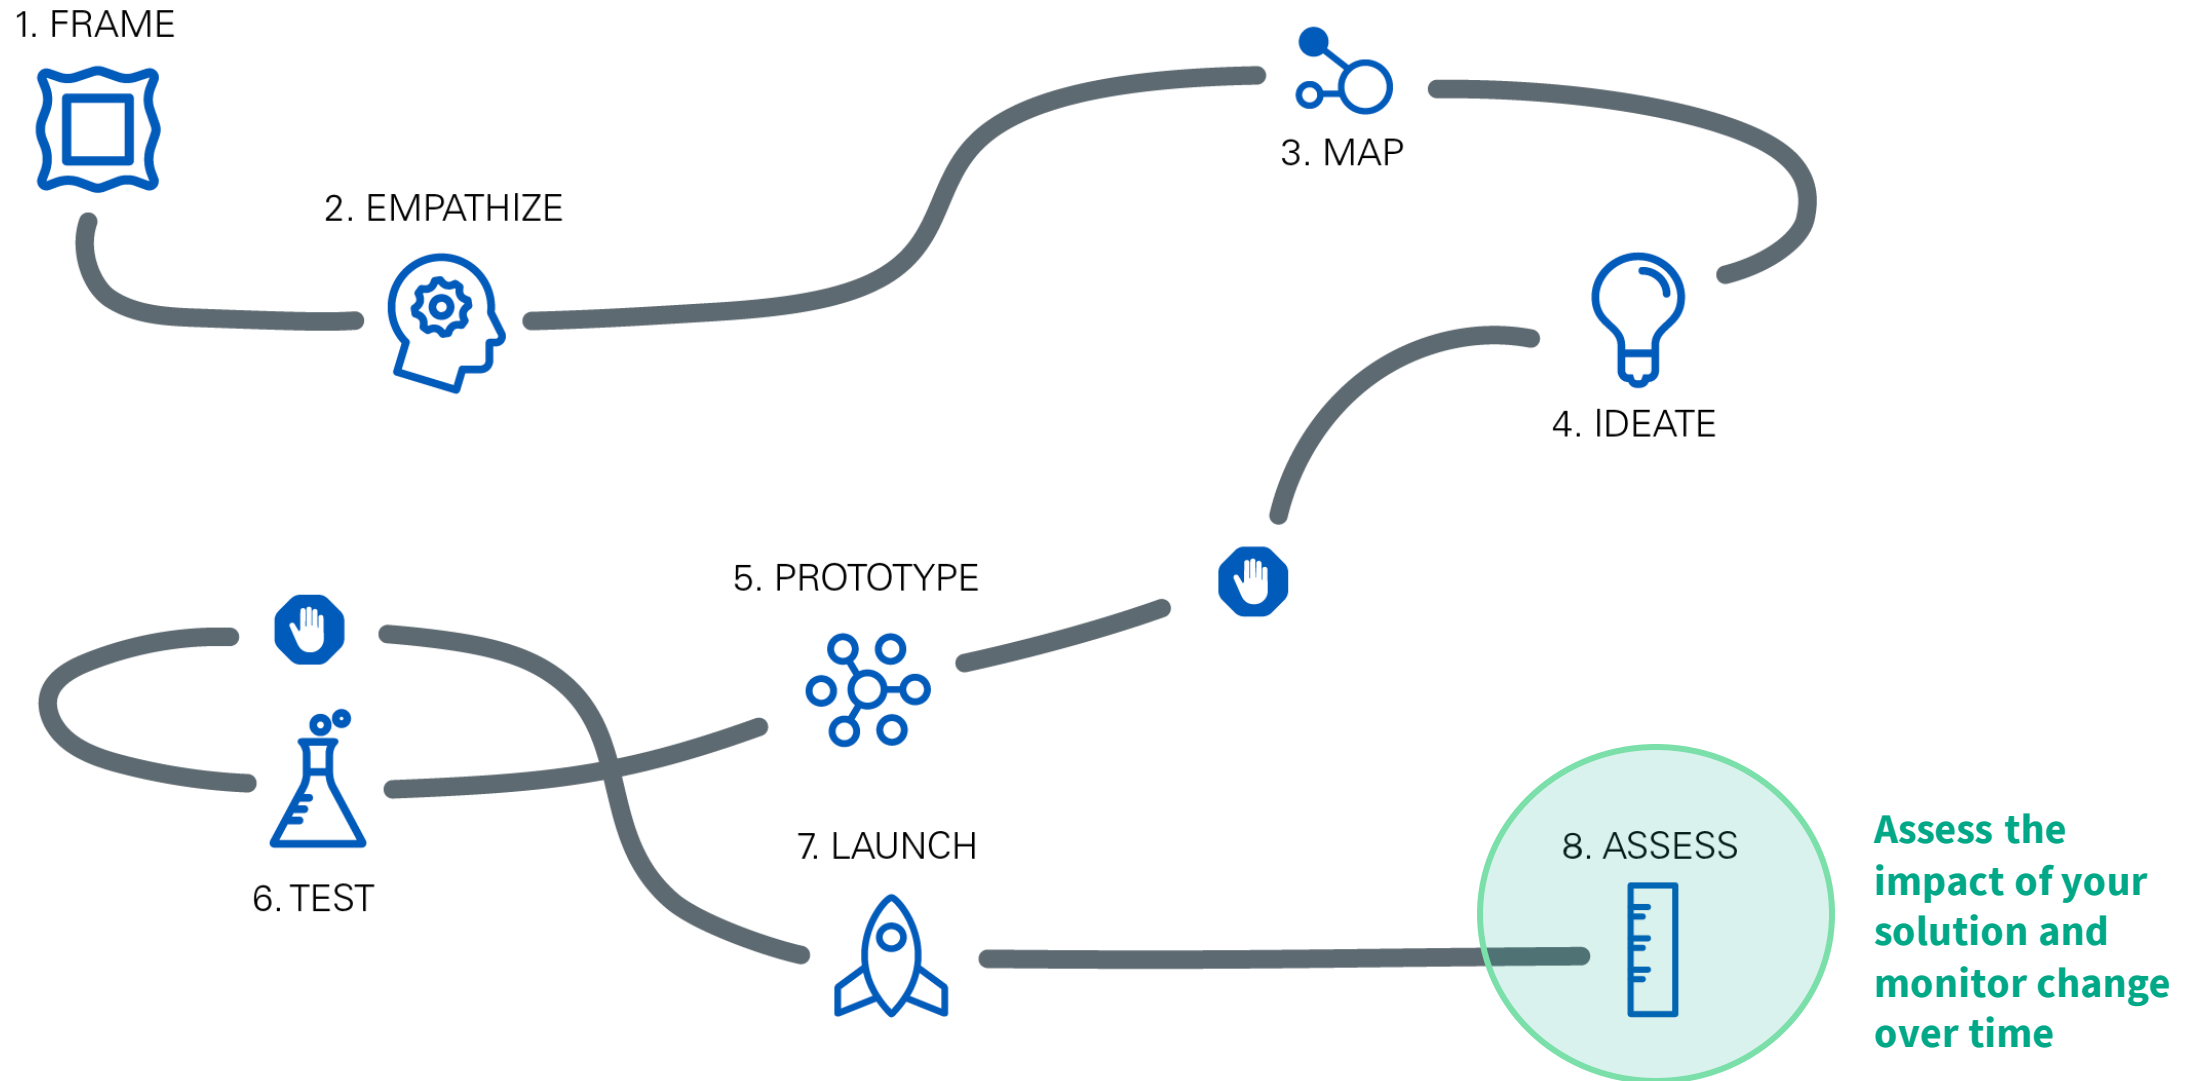 1. FRAME
2. EMPATHIZE
3. MAP
4. IDEATE
5. PROTOTYPE
6. TEST
7. LAUNCH
8. ASSESS
Assess the
impact of your
solution and
monitor change
over time